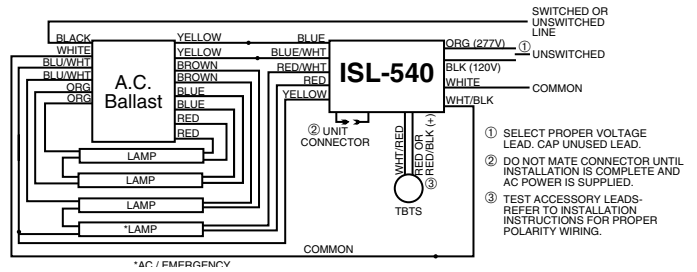 SWITCHED OR
UNSWITCHED
LINE
BLACK
WHITE
BLU/WHT
BLU/WHT
ORG
ORG
A.C.
Ballast
YELLOW
YELLOW
BROWN
BROWN
BLUE
BLUE
RED
RED
BLUE
BLUE/WHT
RED/WHT
RED
YELLOW
ISL-540
ORG (277V)
①
UNSWITCHED
BLK (120V)
WHITE
COMMON
WHT/BLK
② UNIT
CONNECTOR
WHT/RED
RED OR
RED/BLK (+)
③
TBTS
LAMP
LAMP
LAMP
*LAMP
COMMON
*AC / EMERGENCY
① SELECT PROPER VOLTAGE
LEAD. CAP UNUSED LEAD.
② DO NOT MATE CONNECTOR UNTIL
INSTALLATION IS COMPLETE AND
AC POWER IS SUPPLIED.
③ TEST ACCESSORY LEADS-
REFER TO INSTALLATION
INSTRUCTIONS FOR PROPER
POLARITY WIRING.